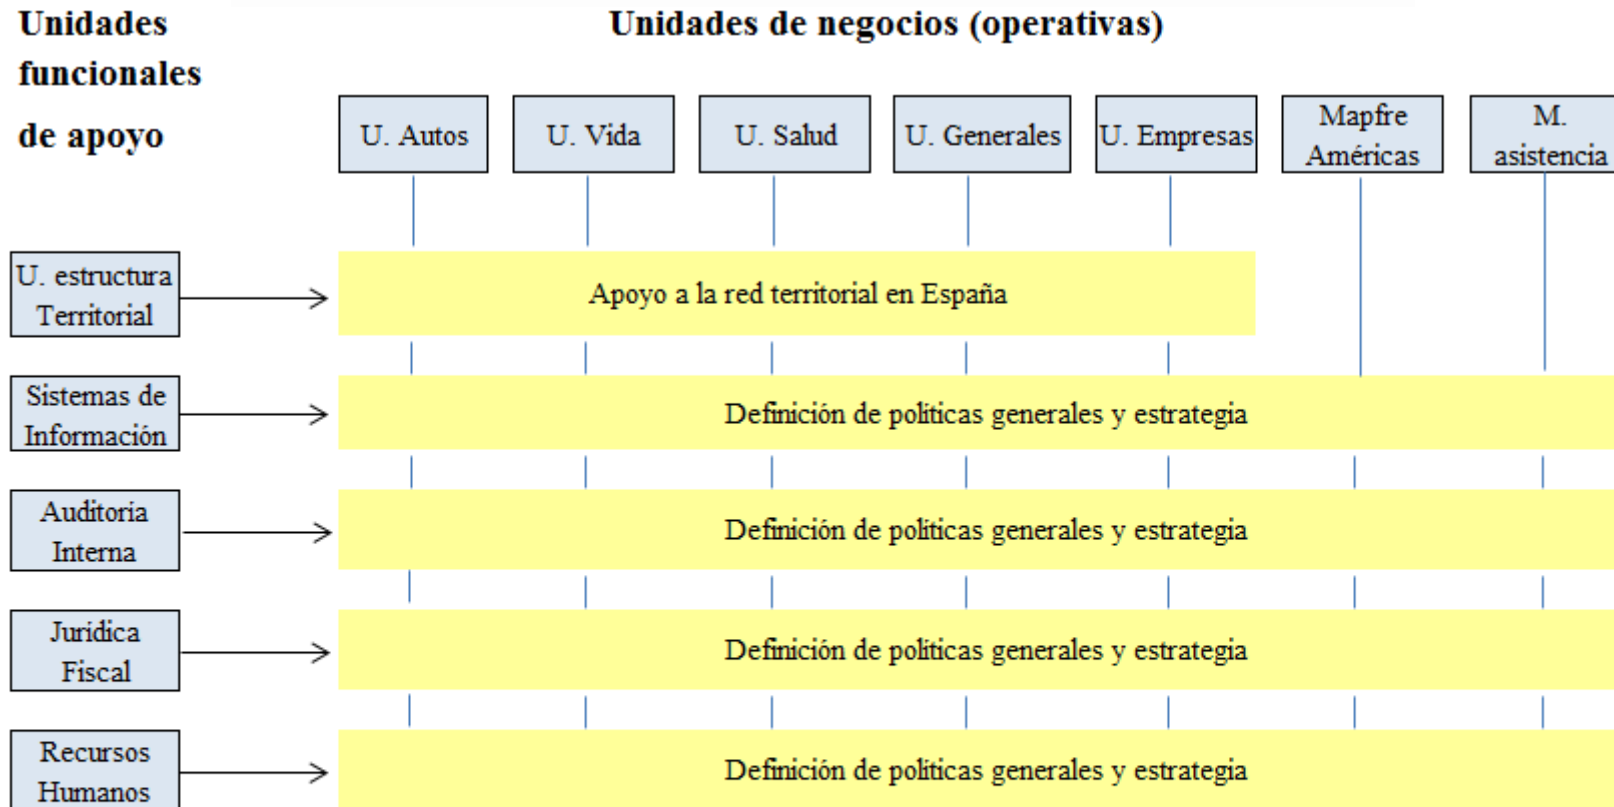 Unidades
funcionales
de apoyo
Unidades de negocios (operativas)
U. Autos
U. Vida
U. Salud
U. Generales
U. Empresas
Mapfre
Américas
M.
asistencia
U. estructura
Territorial
Apoyo a la red territorial en España
Sistemas de
Información
Definición de políticas generales y estrategia
Auditoria
Interna
Definición de políticas generales y estrategia
Jurídica
Fiscal
Definición de políticas generales y estrategia
Recursos
Humanos
Definición de políticas generales y estrategia